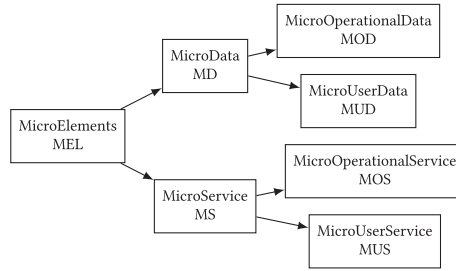 MicroElements
MEL
MicroData
MD
MicroOperationalData
MOD
MicroUserData
MUD
MicroService
MS
MicroOperationalService
MOS
MicroUserService
MUS